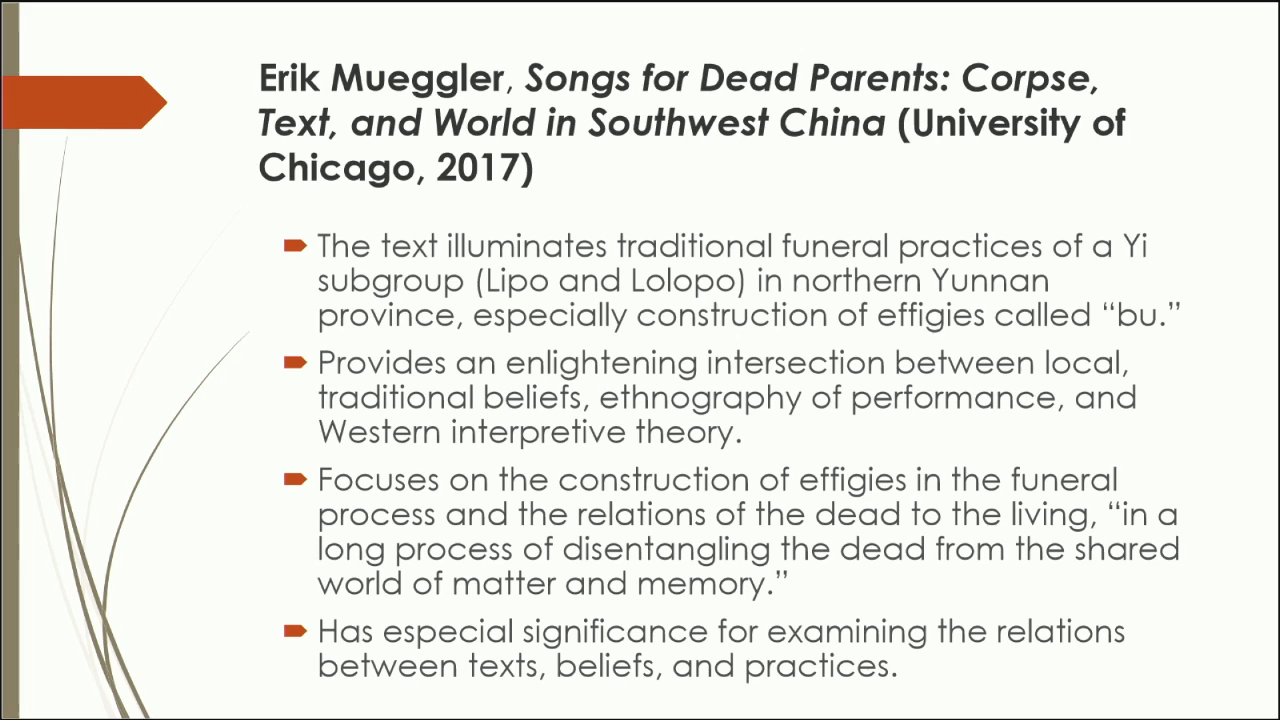 Erik Mueggler, Songs for Dead Parents: Corpse,
Text, and World in Southwest China (University of
Chicago, 2017)
The text illuminates traditional funeral practices of a Yi
subgroup (Lipo and Lolopo) in northern Yunnan
province, especially construction of effigies called “bu.”
Provides an enlightening intersection between local,
traditional beliefs, ethnography of performance, and
Western interpretive theory.
Focuses on the construction of effigies in the funeral
process and the relations of the dead to the living, “in a
long process of disentangling the dead from the shared
world of matter and memory.”
Has especial significance for examining the relations
between texts, beliefs, and practices.